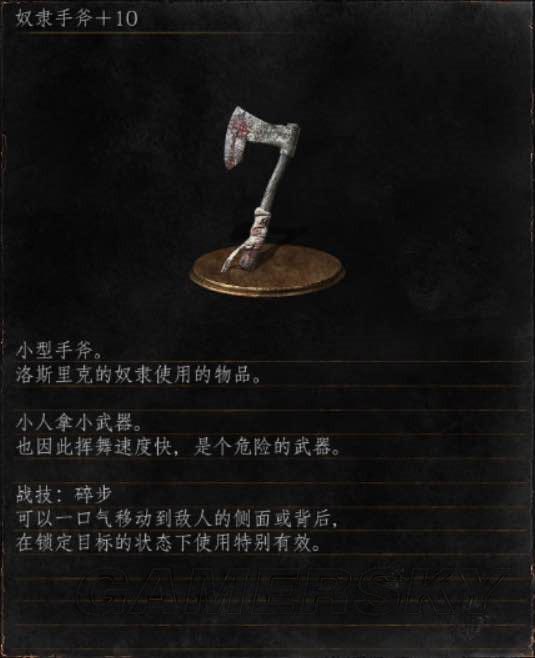 奴隶手斧＋10
小型手斧。
洛斯里克的奴隶使用的物品。
小人拿小武器。
也因此挥舞速度快，是个危险的武器。
战技：碎步
可以一口气移动到敌人的侧面或背后，
在锁定目标的状态下使用特别有效。
GAMERSKY